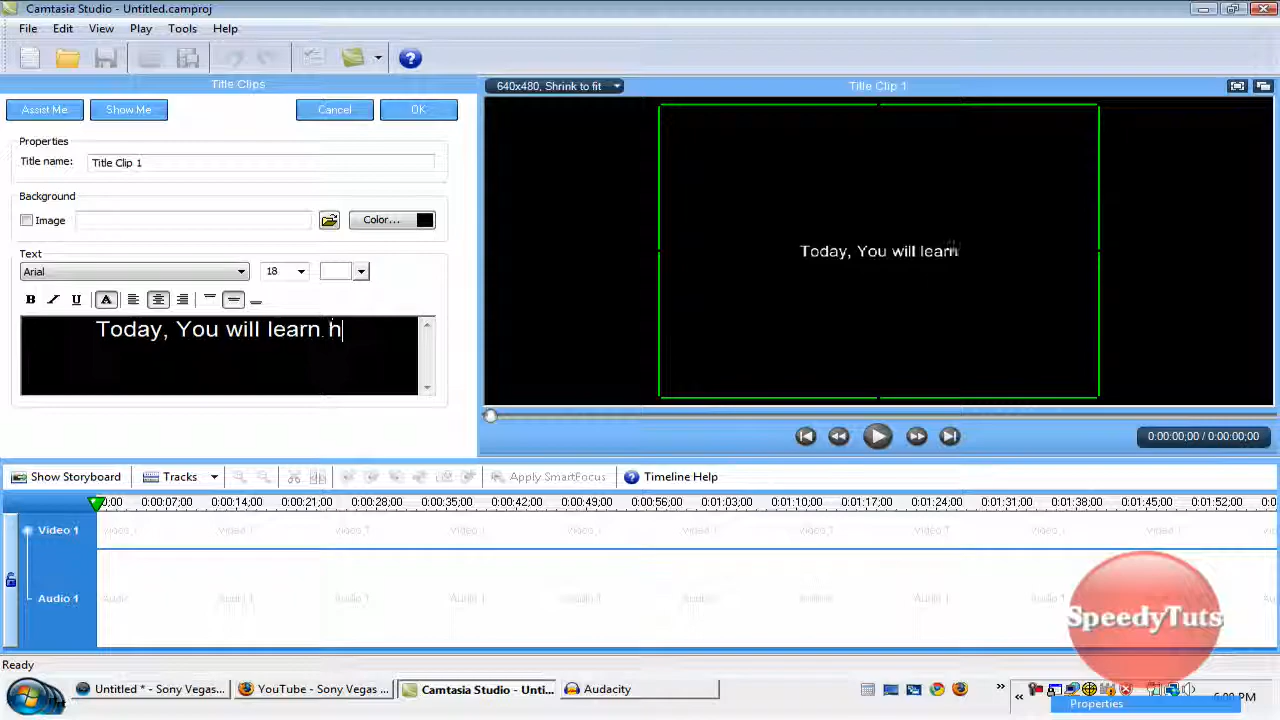 Camtasia Studio - Untitled.camproj
File Edit View Play Tools Help
Title Clips
640x480, Shrink to fit
Title Clip 1
Assist Me
Show Me
Cancel
OK
Properties
Title name: Title Clip 1
Background
Image
Color...
Text
Arial
18
B
U
A
Today, You will learn h
Today, You will learn
0:00:00;00 / 0:00:00;00
Show Storyboard
Tracks
Apply SmartFocus
Timeline Help
0:00:07;00 0:00:14;00 0:00:21;00 0:00:28;00 0:00:35;00 0:00:42;00 0:00:49;00 0:00:56;00 0:01:03;00 0:01:10;00 0:01:17;00 0:01:24;00 0:01:31;00 0:01:38;00 0:01:45;00 0:01:52;00
Video 1
Audio 1
SpeedyTuts
Ready
Untitled * - Sony Vegas...
YouTube - Sony Vegas ...
Camtasia Studio - Unti...
Audacity
PM
Properties